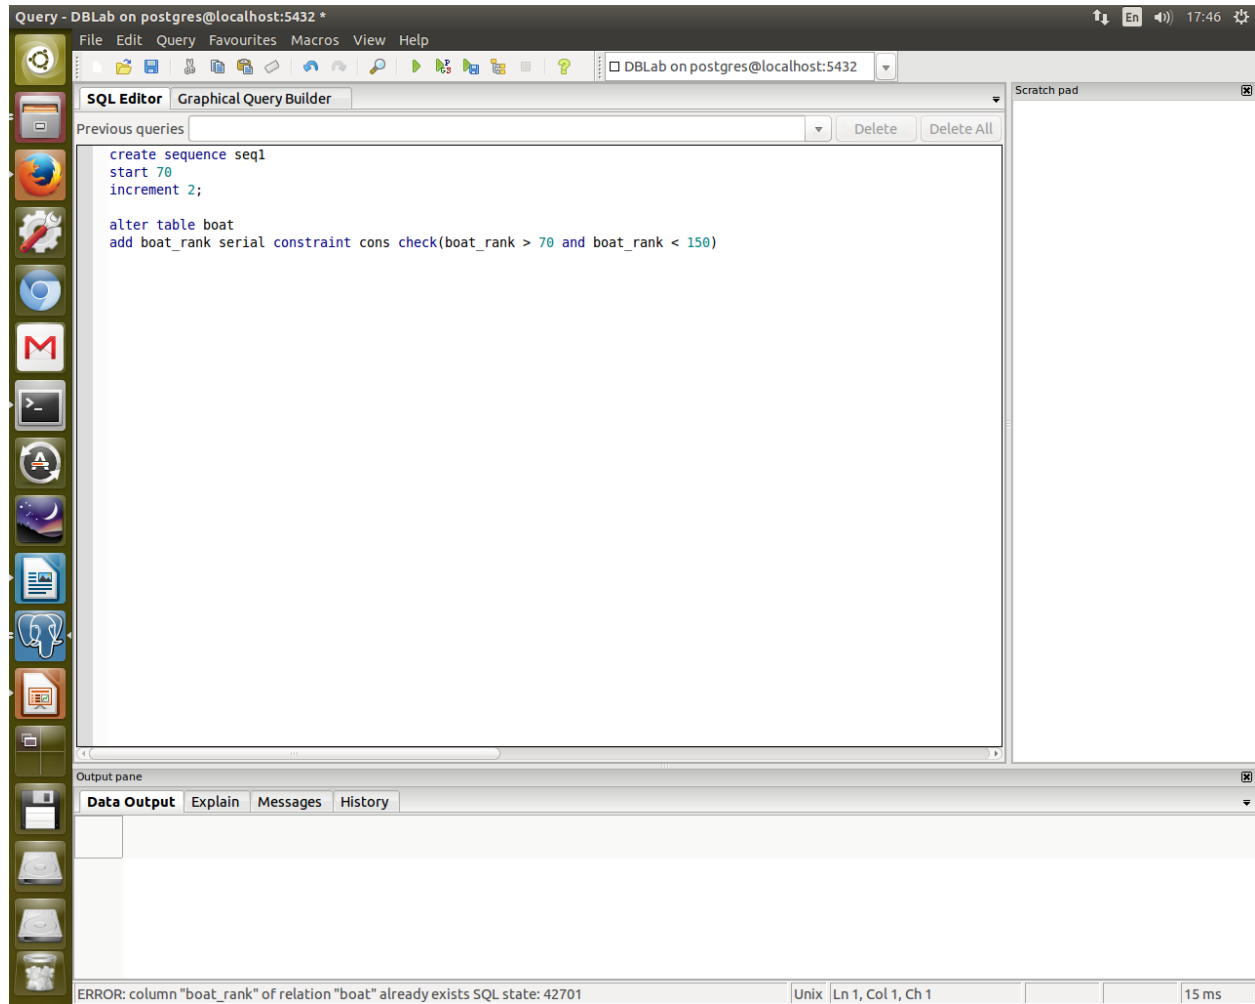 Query - DBLab on postgres@localhost:5432 *
En 17:46
File Edit Query Favourites Macros View Help
DBLab on postgres@localhost:5432
SQL Editor Graphical Query Builder
Scratch pad
Previous queries Delete Delete All
create sequence seq1
start 70
increment 2;
alter table boat
add boat_rank serial constraint cons check(boat_rank > 70 and boat_rank < 150)
Output pane
Data Output Explain Messages History
ERROR: column "boat_rank" of relation "boat" already exists SQL state: 42701 Unix Ln 1, Col 1, Ch 1 15 ms